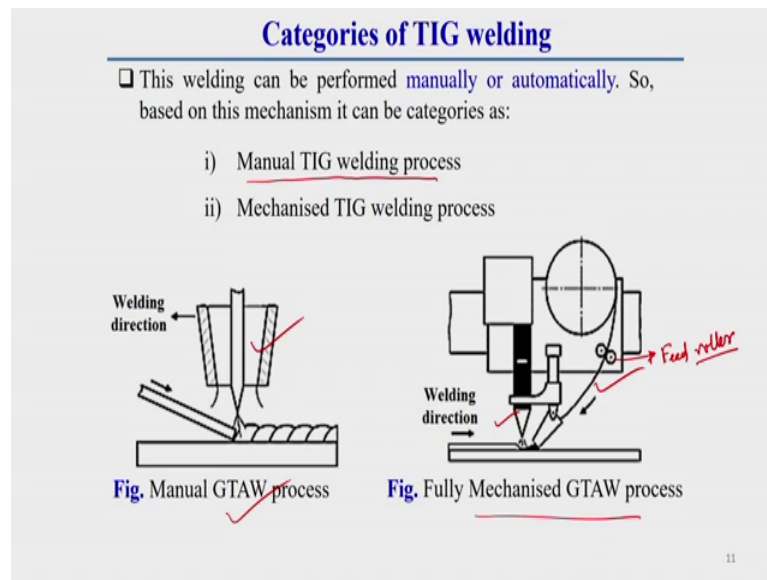 Categories of TIG welding
This welding can be performed manually or automatically. So,
based on this mechanism it can be categories as:
i) Manual TIG welding process
ii) Mechanised TIG welding process
Welding
direction
Feed roller
Welding
direction
Fig. Manual GTAW process
Fig. Fully Mechanised GTAW process
11